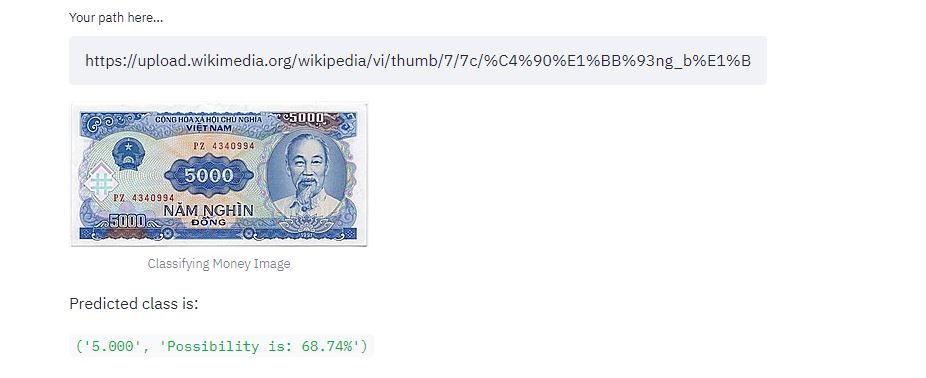 Your path here...
https://upload.wikimedia.org/wikipedia/vi/thumb/7/7c/%C4%90%E1%BB%93ng_b%E1%B
CỘNG HÒA XÃ HỘI CHỦ NGHĨA
VIỆT NAM
5000
PZ 4340994
5000
PZ 4340994
5000
NĂM NGHÌN
ĐỒNG
1991
Classifying Money Image
Predicted class is:
('5.000', 'Possibility is: 68.74%')